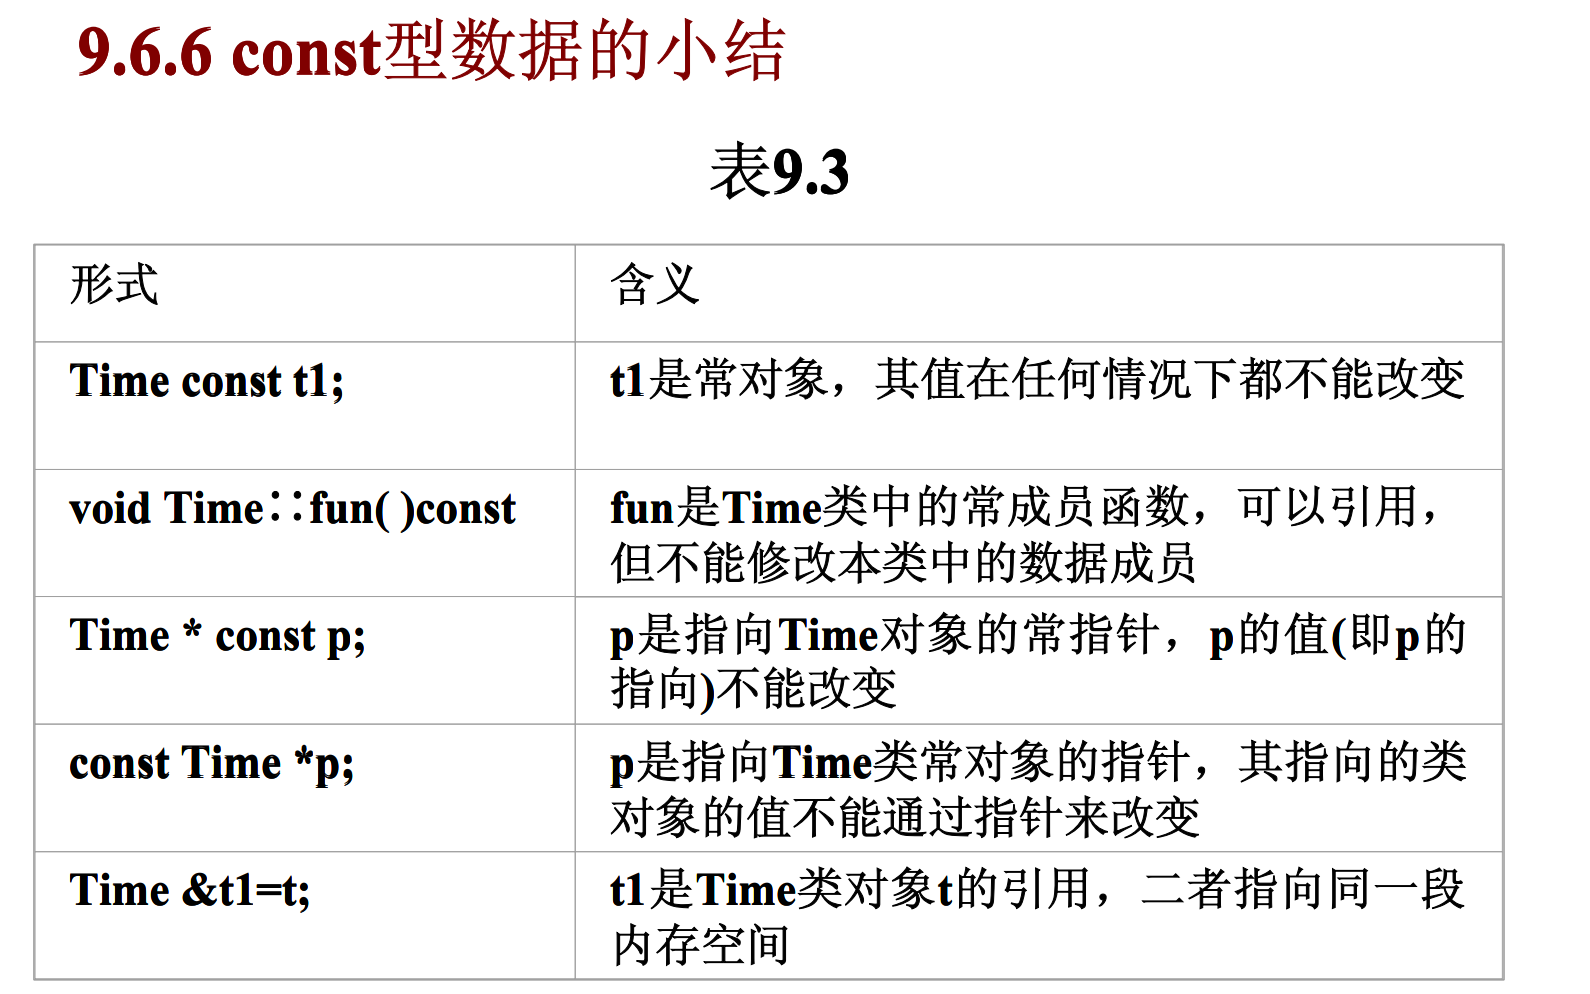 9.6.6 const型数据的小结
表9.3
形式
含义
Time const t1;
t1是常对象，其值在任何情况下都不能改变
void Time∷fun( )const
fun是Time类中的常成员函数，可以引用，
但不能修改本类中的数据成员
Time * const p;
p是指向Time对象的常指针，p的值(即p的
指向)不能改变
const Time *p;
p是指向Time类常对象的指针，其指向的类
对象的值不能通过指针来改变
Time &t1=t;
t1是Time类对象t的引用，二者指向同一段
内存空间